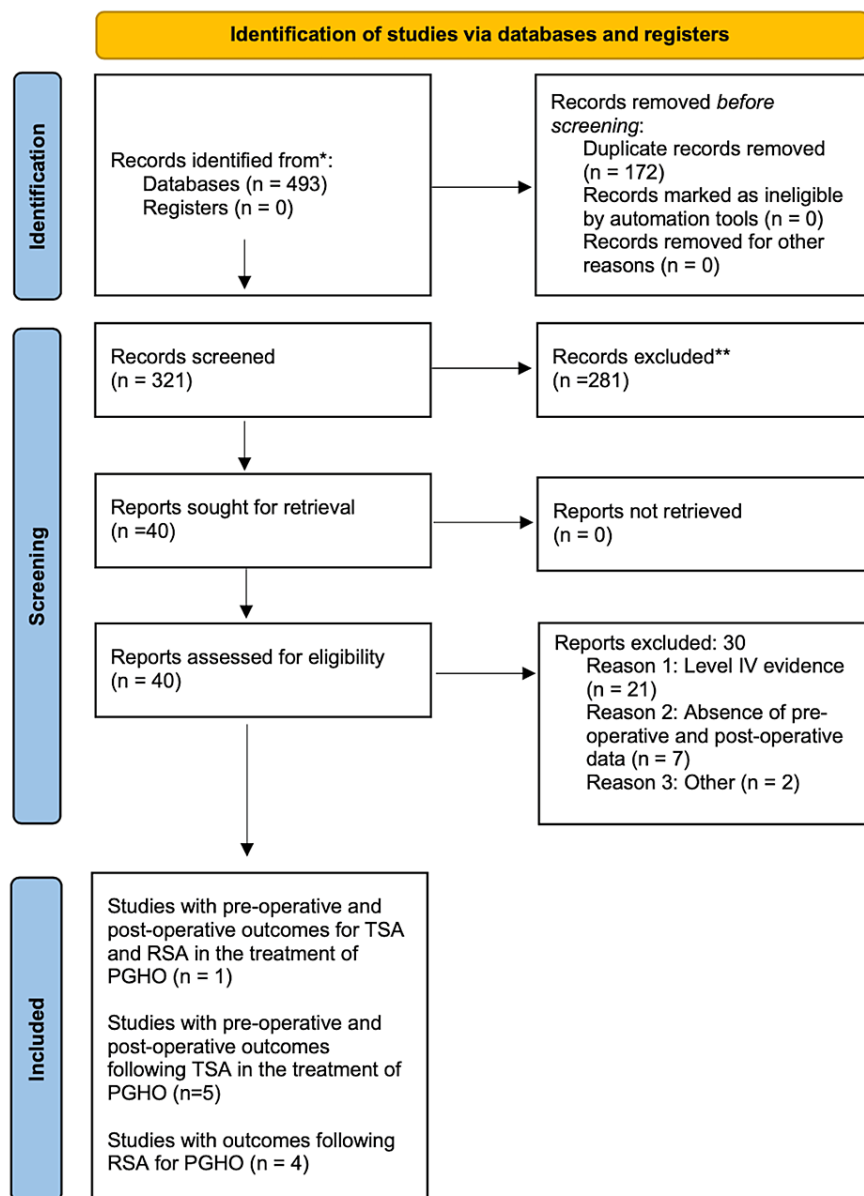 Identification of studies via databases and registers
Identification
Records identified from*:
Databases (n = 493)
Registers (n = 0)
Records removed before
screening:
Duplicate records removed
(n = 172)
Records marked as ineligible
by automation tools (n = 0)
Records removed for other
reasons (n = 0)
Screening
Records screened
(n = 321)
Records excluded**
(n =281)
Reports sought for retrieval
(n =40)
Reports not retrieved
(n = 0)
Reports assessed for eligibility
(n = 40)
Reports excluded: 30
Reason 1: Level IV evidence
(n = 21)
Reason 2: Absence of pre-
operative and post-operative
data (n = 7)
Reason 3: Other (n = 2)
Included
Studies with pre-operative and
post-operative outcomes for TSA
and RSA in the treatment of
PGHO (n = 1)
Studies with pre-operative and
post-operative outcomes
following TSA in the treatment of
PGHO (n=5)
Studies with outcomes following
RSA for PGHO (n = 4)